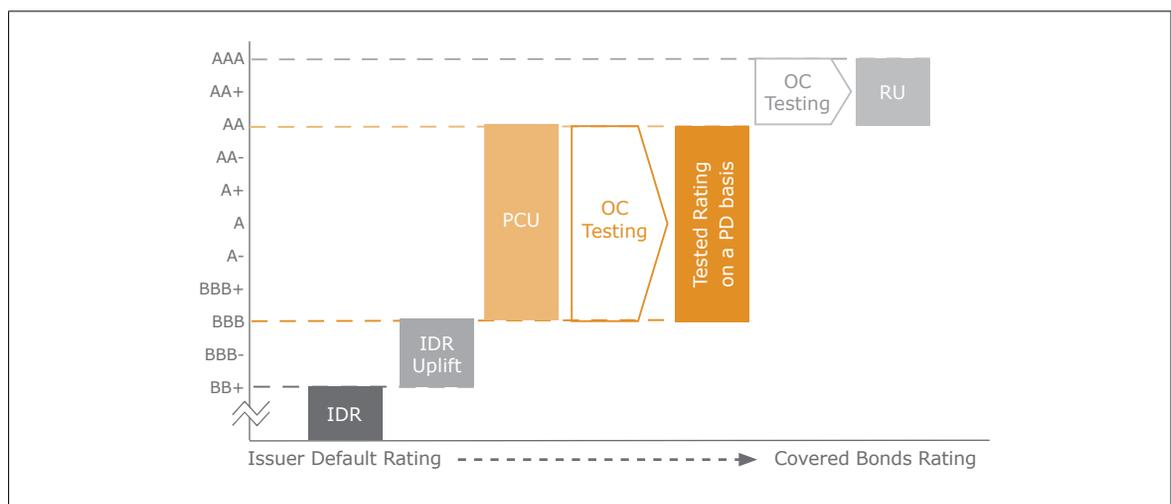 AAA
AA+
AA
AA-
A+
A
A-
BBB+
BBB
BBB-
BB+
IDR
IDR
Uplift
PCU
OC
Testing
Tested Rating
on a PD basis
OC
Testing
RU
Issuer Default Rating
Covered Bonds Rating